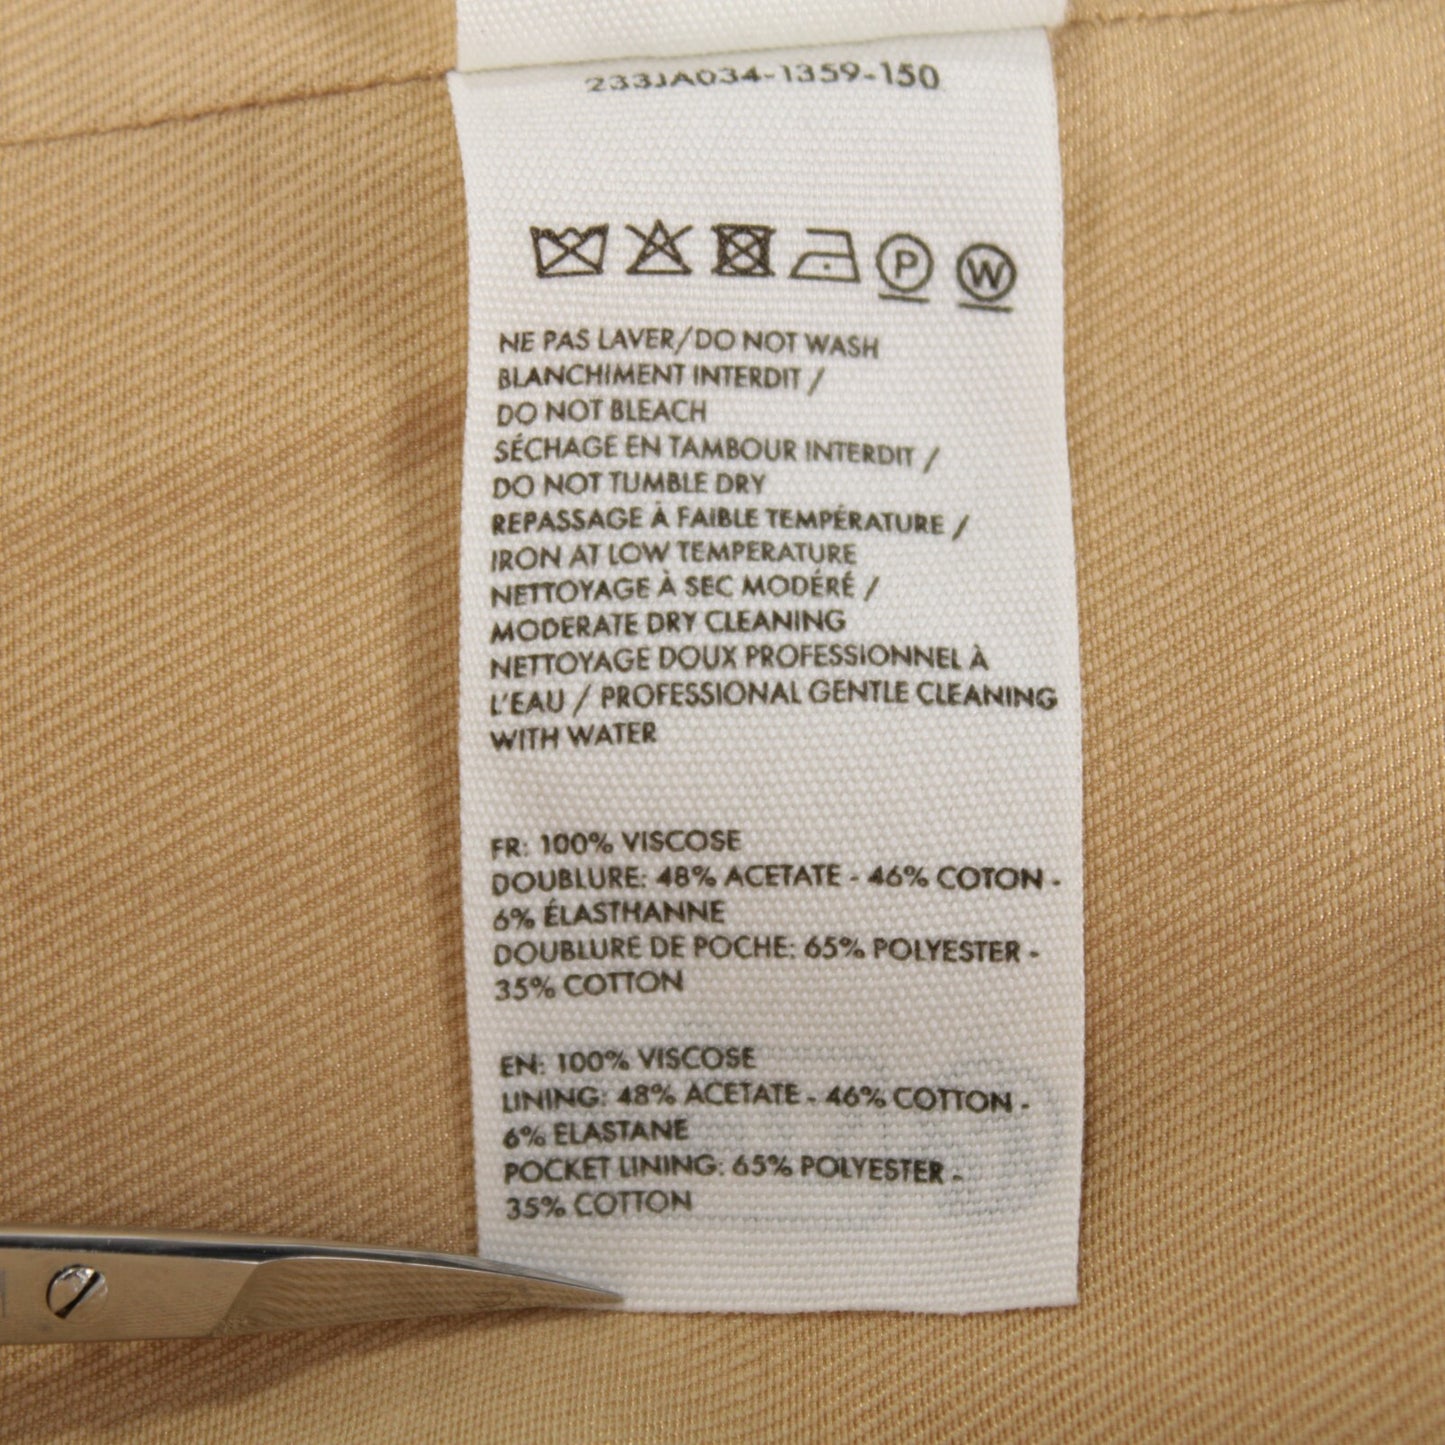 233JA034-1359-150
P W
NE PAS LAVER/DO NOT WASH
BLANCHIMENT INTERDIT /
DO NOT BLEACH
SÉCHAGE EN TAMBOUR INTERDIT /
DO NOT TUMBLE DRY
REPASSAGE À FAIBLE TEMPÉRATURE /
IRON AT LOW TEMPERATURE
NETTOYAGE À SEC MODÉRÉ /
MODERATE DRY CLEANING
NETTOYAGE DOUX PROFESSIONNEL À
L'EAU / PROFESSIONAL GENTLE CLEANING
WITH WATER
FR: 100% VISCOSE
DOUBLURE: 48% ACETATE - 46% COTON -
6% ÉLASTHANNE
DOUBLURE DE POCHE: 65% POLYESTER -
35% COTTON
EN: 100% VISCOSE
LINING: 48% ACETATE - 46% COTTON -
6% ELASTANE
POCKET LINING: 65% POLYESTER -
35% COTTON